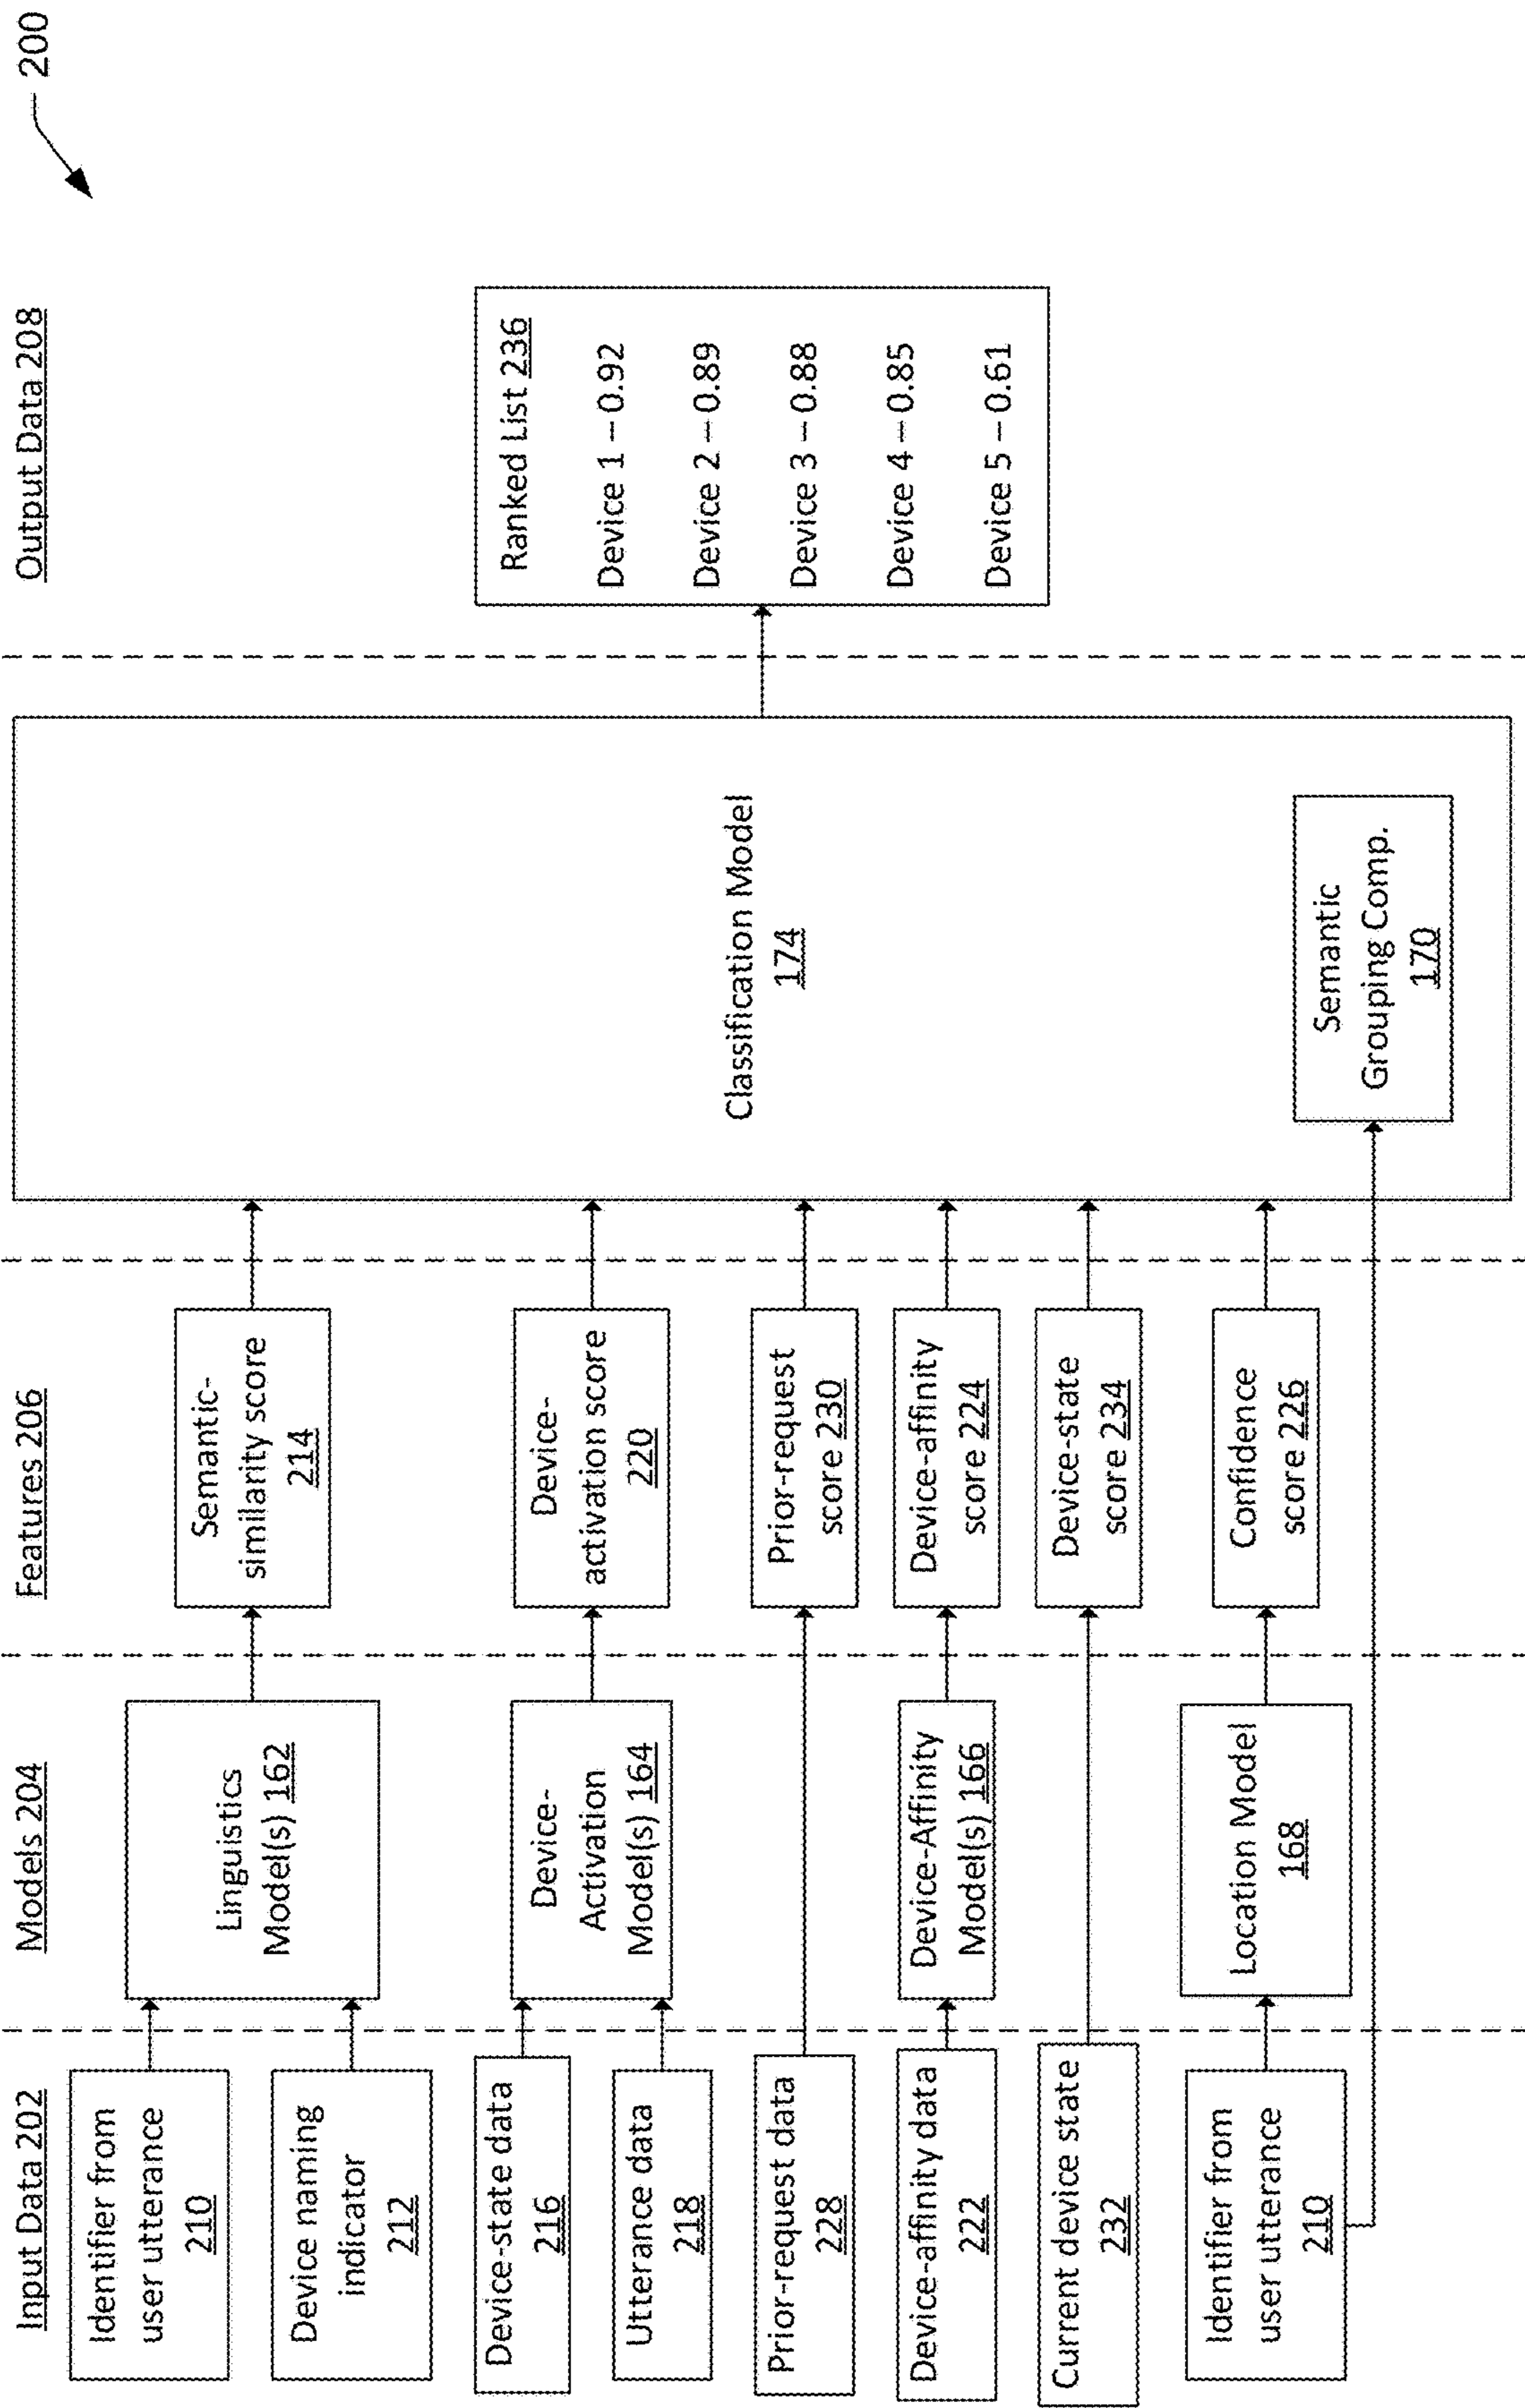 200
Input Data 202
Models 204
Features 206
Output Data 208
Identifier from
user utterance
210
Device naming
indicator
212
Device-state data
216
Utterance data
218
Prior-request data
228
Device-affinity data
222
Current device state
232
Identifier from
user utterance
210
Linguistics
Model(s) 162
Device-
Activation
Model(s) 164
Device-Affinity
Model(s) 166
Location Model
168
Semantic-
similarity score
214
Device-
activation score
220
Prior-request
score 230
Device-affinity
score 224
Device-state
score 234
Confidence
score 226
Classification Model
174
Semantic
Grouping Comp.
170
Ranked List 236
Device 1 – 0.92
Device 2 – 0.89
Device 3 – 0.88
Device 4 – 0.85
Device 5 – 0.61